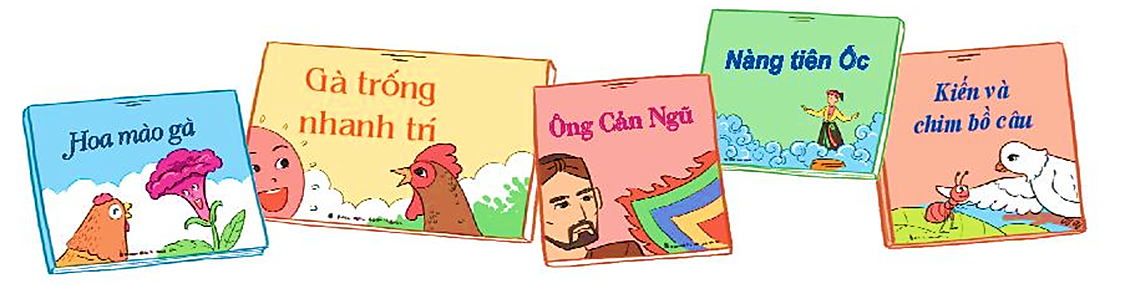 Hoa mào gà
Gà trống
nhanh trí
Ông Cản Ngũ
Nàng tiên Ốc
Kiến và
chim bồ câu